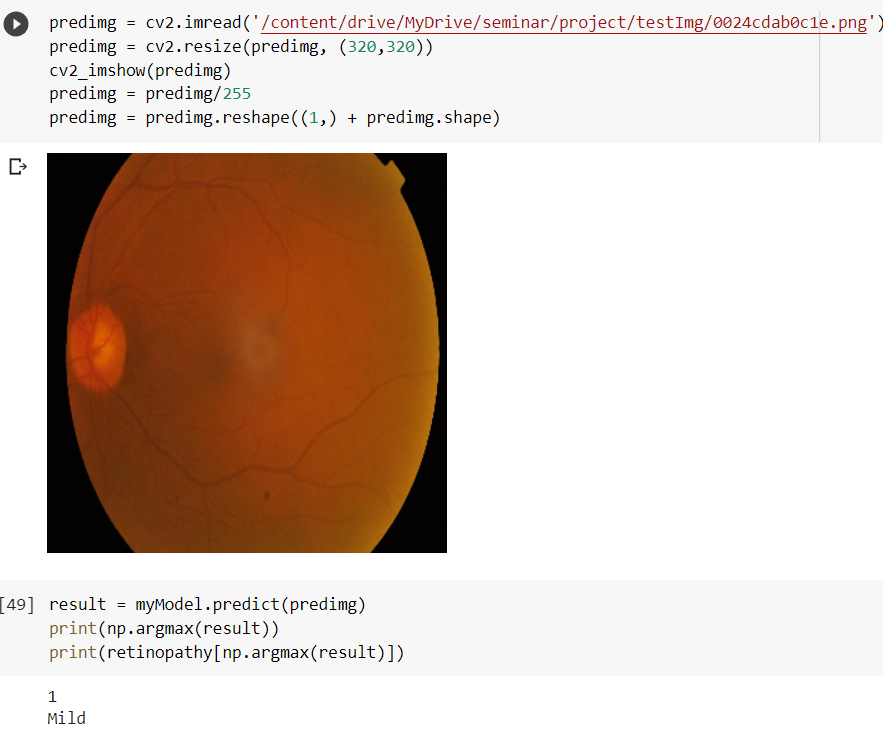 predimg = cv2.imread('/content/drive/MyDrive/seminar/project/testImg/0024cdab0c1e.png')
predimg = cv2.resize(predimg, (320,320))
cv2_imshow(predimg)
predimg = predimg/255
predimg = predimg.reshape((1,) + predimg.shape)
[49] result = myModel.predict(predimg)
print(np.argmax(result))
print(retinopathy[np.argmax(result)])
1
Mild